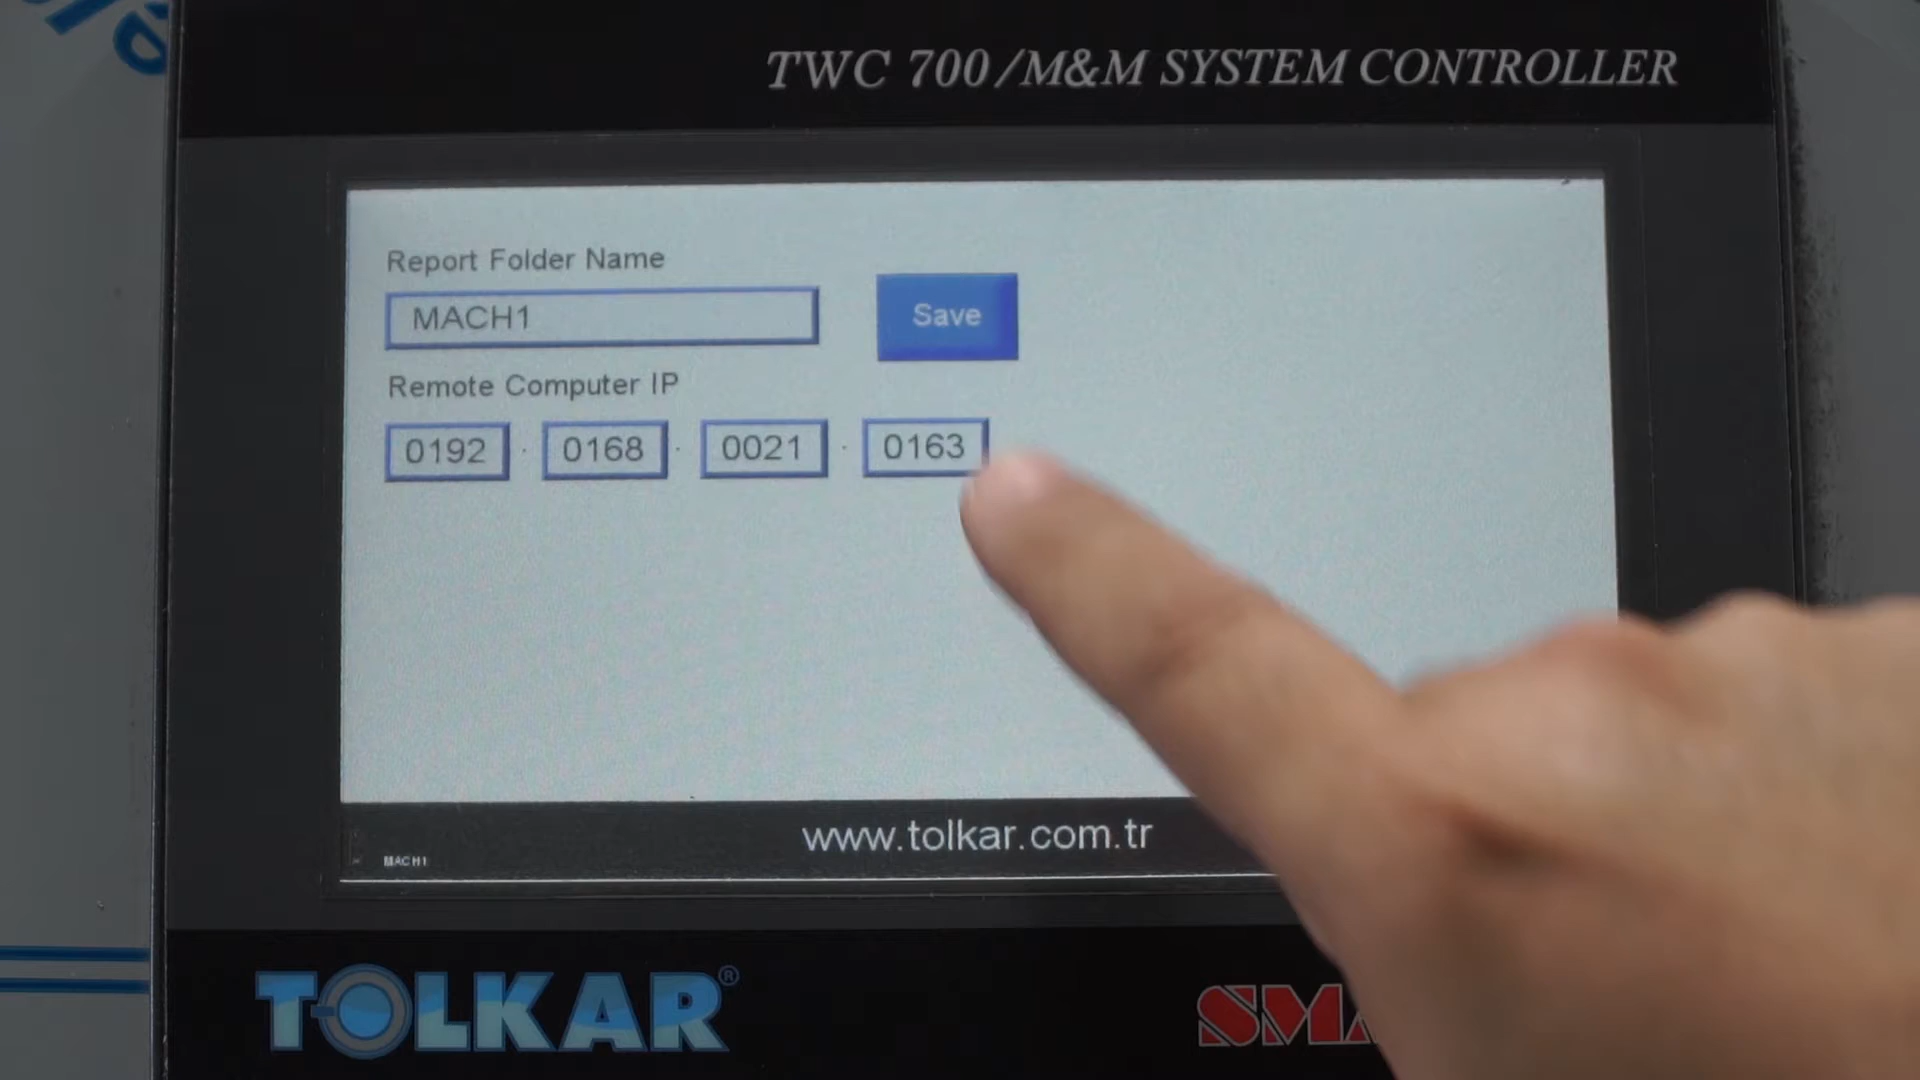 TWC 700/M&M SYSTEM CONTROLLER
Report Folder Name
MACH1
Save
Remote Computer IP
0192 . 0168 . 0021 . 0163
www.tolkar.com.tr
MACH1
TOLKAR®